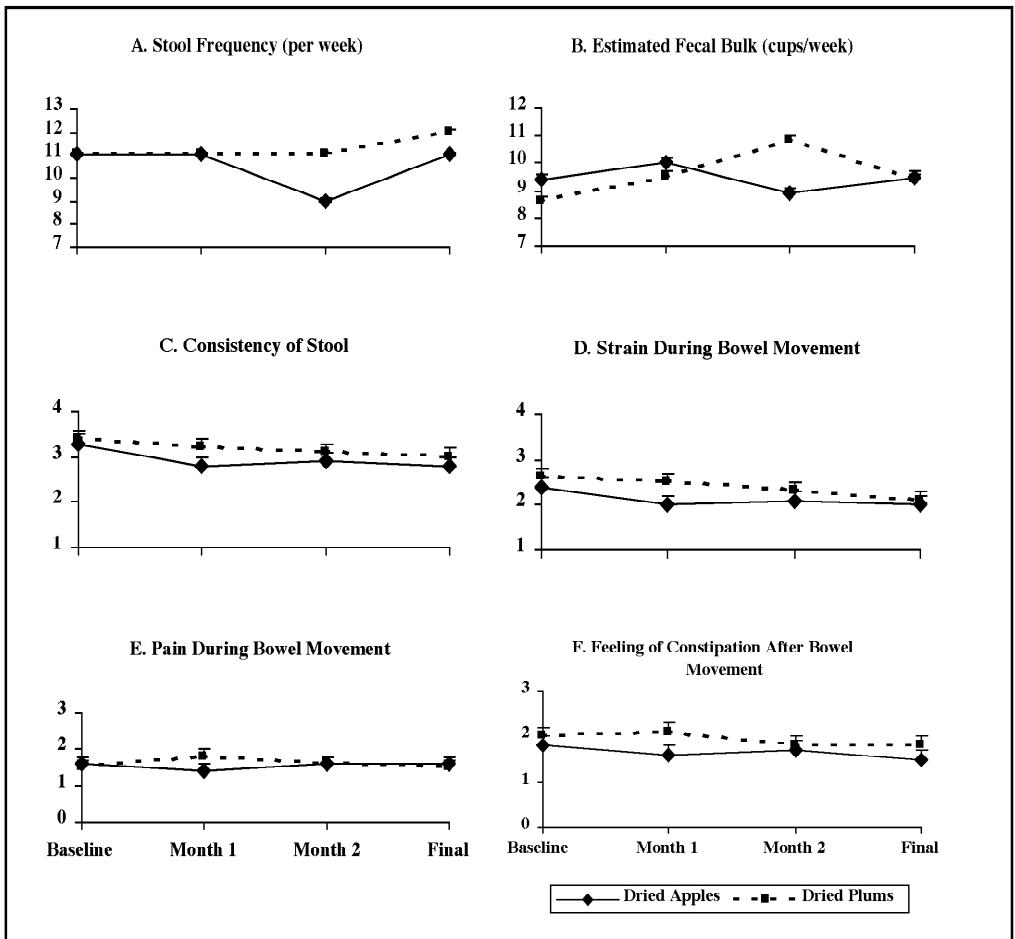 A. Stool Frequency (per week)
13
12
11
10
9
8
7
B. Estimated Fecal Bulk (cups/week)
12
11
10
9
8
7
C. Consistency of Stool
4
3
2
1
D. Strain During Bowel Movement
4
3
2
1
E. Pain During Bowel Movement
3
2
1
0
Baseline Month 1 Month 2 Final
F. Feeling of Constipation After Bowel
Movement
3
2
1
0
Baseline Month 1 Month 2 Final
Dried Apples Dried Plums